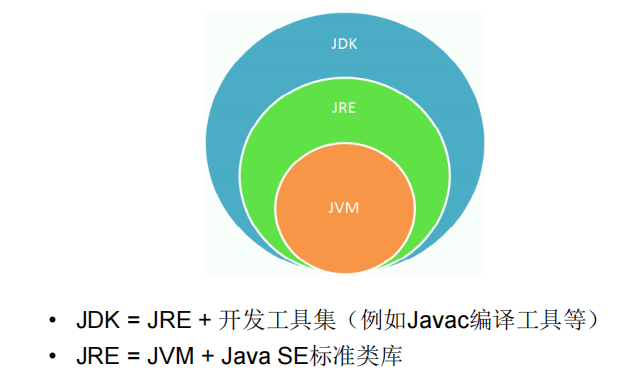 JDK
JRE
JVM
• JDK = JRE + 开发工具集（例如Javac编译工具等）
• JRE = JVM + Java SE标准类库